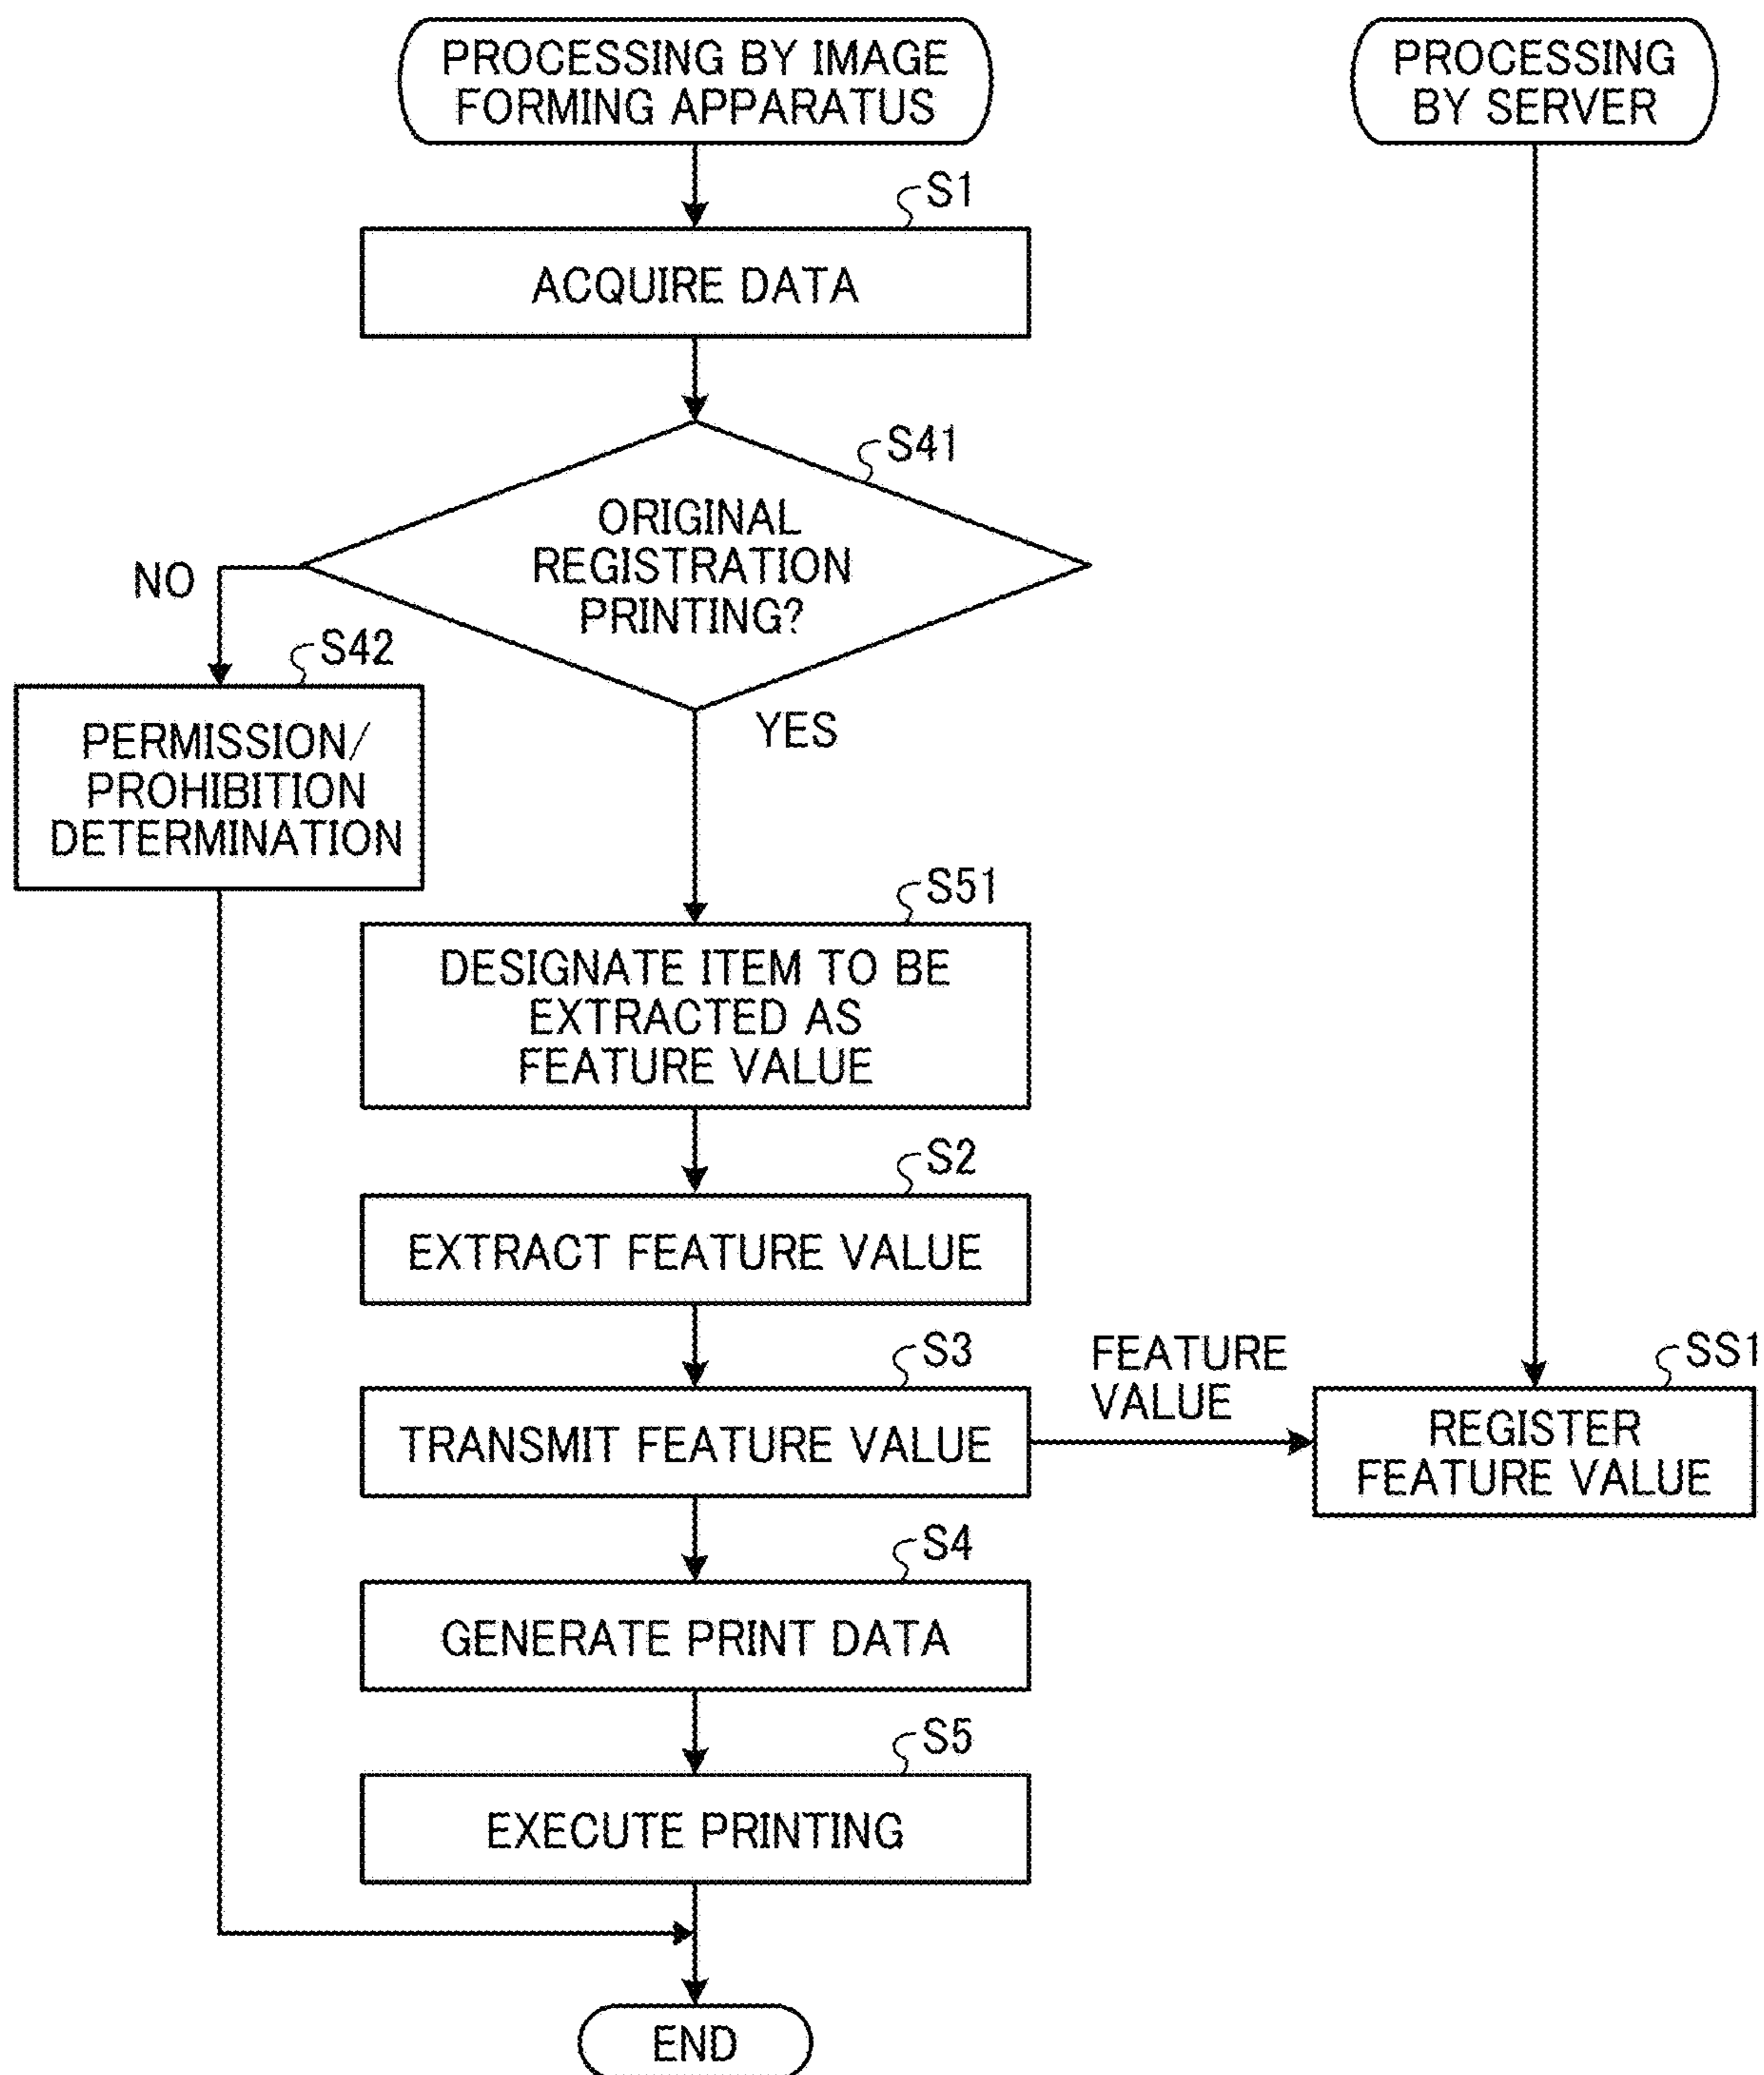 PROCESSING BY IMAGE
FORMING APPARATUS
PROCESSING
BY SERVER
S1
ACQUIRE DATA
S41
ORIGINAL
REGISTRATION
PRINTING?
NO
YES
S42
PERMISSION/
PROHIBITION
DETERMINATION
S51
DESIGNATE ITEM TO BE
EXTRACTED AS
FEATURE VALUE
S2
EXTRACT FEATURE VALUE
S3
TRANSMIT FEATURE VALUE
FEATURE
VALUE
SS1
REGISTER
FEATURE VALUE
S4
GENERATE PRINT DATA
S5
EXECUTE PRINTING
END